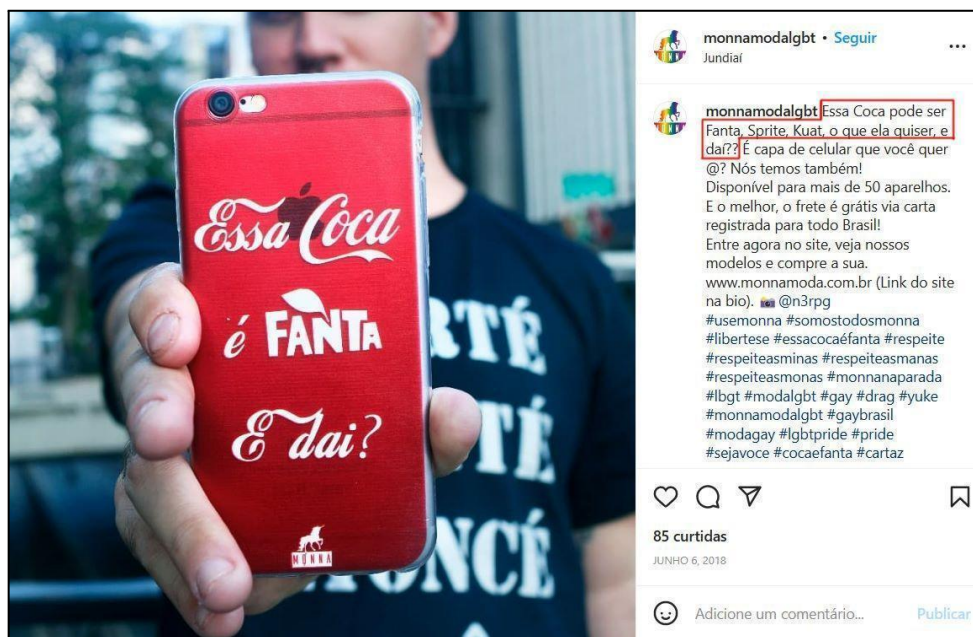 Essa Coca
é FANTA
E dai?
MONNA
RTÉ
TÉ
TÉ
ONCÉ
monnamodalgbt • Seguir
Jundiaí
monnamodalgbt Essa Coca pode ser
Fanta, Sprite, Kuat, o que ela quiser, e
daí?? É capa de celular que você quer
@? Nós temos também!
Disponível para mais de 50 aparelhos.
E o melhor, o frete é grátis via carta
registrada para todo Brasil!
Entre agora no site, veja nossos
modelos e compre a sua.
www.monnamoda.com.br (Link do site
na bio). 📷 @n3rpg
#usemonna #somostodosmonna
#libertese #essacocaéfanta #respeite
#respeiteasminas #respeiteasmanas
#respeiteasmonas #monnanaparada
#lbgt #modalgbt #gay #drag #yuke
#monnamodalgbt #gaybrasil
#modagay #lgbtpride #pride
#sejavoce #cocaefanta #cartaz
85 curtidas
JUNHO 6, 2018
Adicione um comentário... Publicar